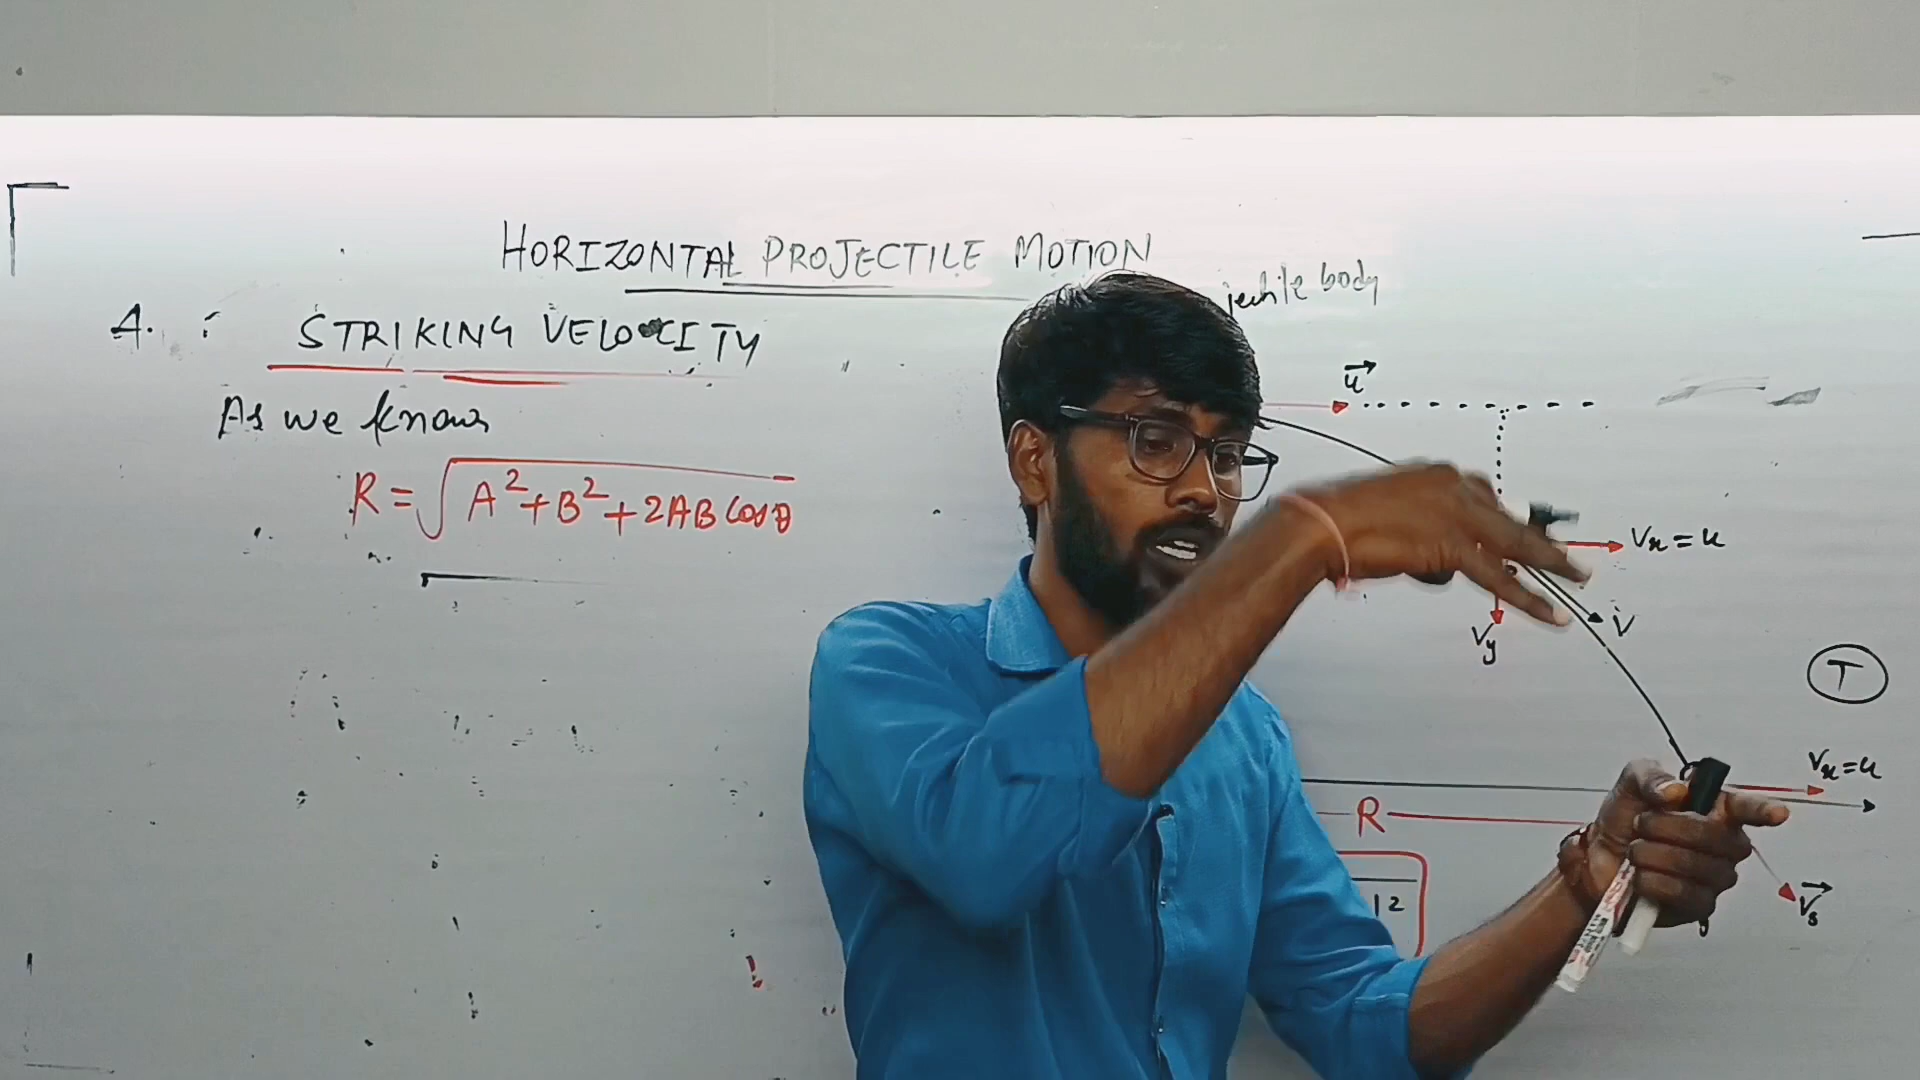 HORIZONTAL PROJECTILE MOTION
jectile body
4. STRIKING VELOCITY
As we know
R = √A²+B²+2AB Cosθ
u
Vx = u
Vy
V
T
Vx = u
R
12
Vs